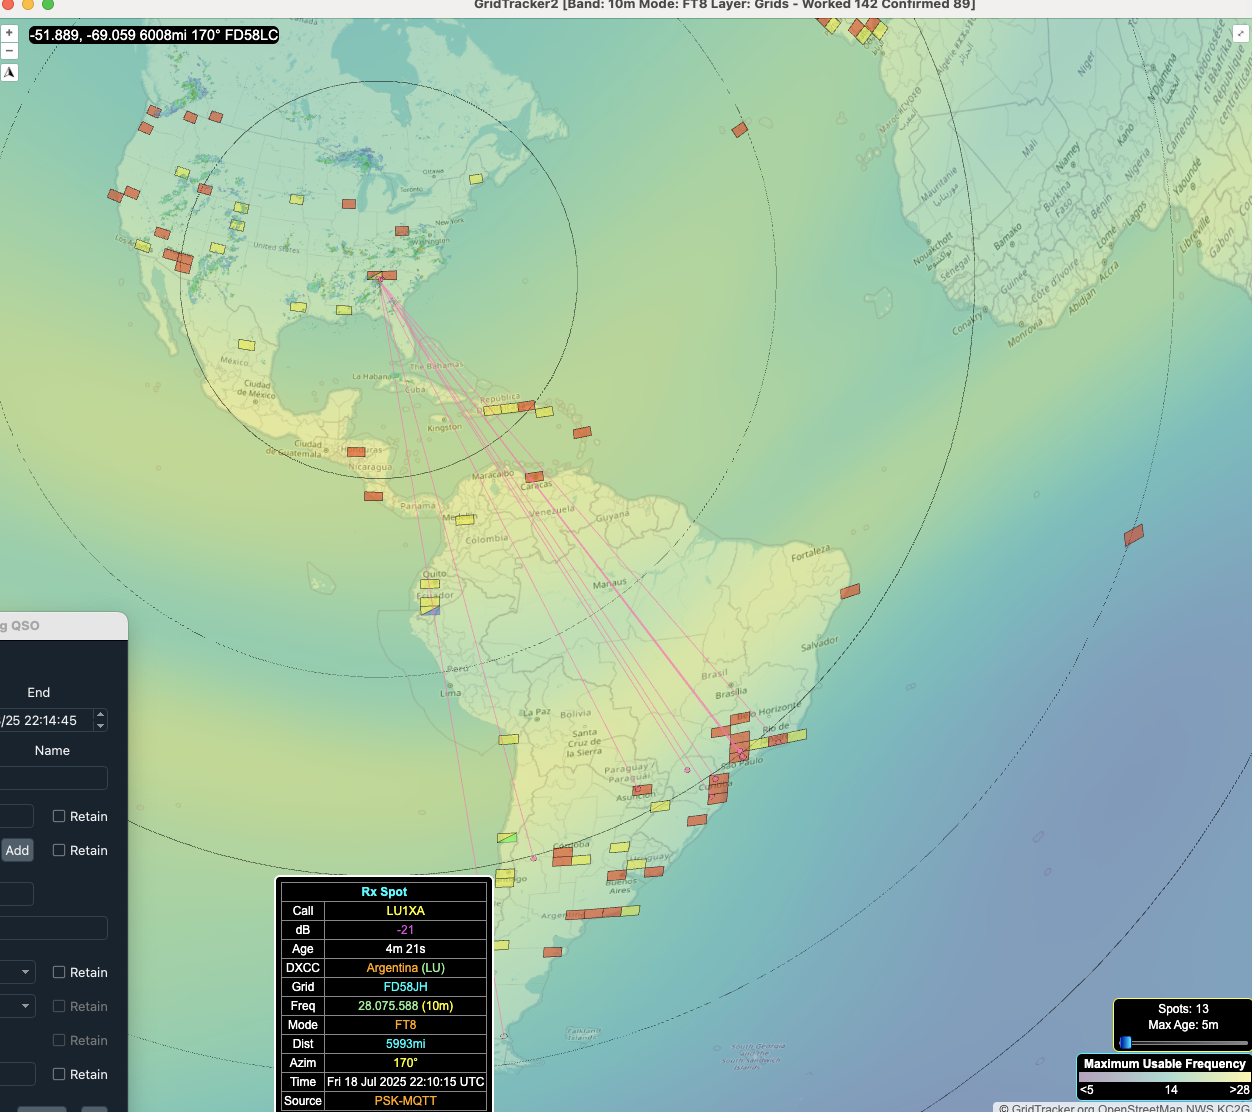 GridTracker2 [Band: 10m Mode: FT8 Layer: Grids - Worked 142 Confirmed 89]
+
-51.889, -69.059 6008mi 170° FD58LC
−
Ottawa
Toronto
New York
Washington
United States
Los Angeles
México
Ciudad
de México
La Habana
The Bahamas
Cuba
Kingston
Ciudad
de Guatemala
Honduras
Nicaragua
Panama
Maracaibo
Caracas
Venezuela
Guyana
Colombia
Quito
Ecuador
Manaus
Fortaleza
Perú
Lima
Salvador
Brasil
Brasília
La Paz
Bolivia
Santa
Cruz de
la Sierra
Belo Horizonte
Rio de
São Paulo
Paraguay /
Paraguái
Asunción
Curitiba
Córdoba
Uruguay
Buenos
Aires
Falkland
Islands
South Georgia
and the
South Sandwich
Islands
Niger
N'Djamena
Mali
Niamey
Kano
Nigeria
Cameroun
Yaoundé
Mauritanie
Burkina
Faso
Bénin
Lagos
Libreville
Gabon
Nouakchott
Sénégal
Bamako
Guinée
Côte d'Ivoire
Lomé
Accra
Abidjan
Conakry
Monrovia
g QSO
End
/25 22:14:45
Name
Retain
Add
Retain
Retain
Retain
Retain
Retain
Rx Spot
Call LU1XA
dB -21
Age 4m 21s
DXCC Argentina (LU)
Grid FD58JH
Freq 28.075.588 (10m)
Mode FT8
Dist 5993mi
Azim 170°
Time Fri 18 Jul 2025 22:10:15 UTC
Source PSK-MQTT
Spots: 13
Max Age: 5m
Maximum Usable Frequency
<5 14 >28
© GridTracker.org OpenStreetMap NWS KC2G